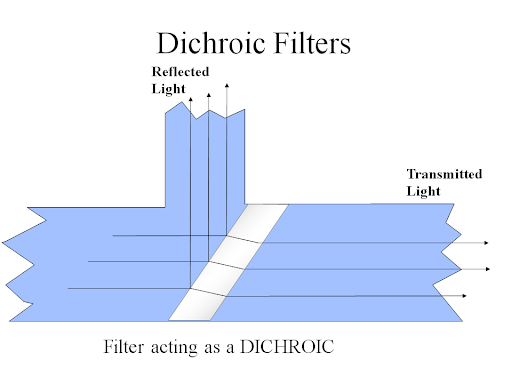 Dichroic Filters
Reflected
Light
Transmitted
Light
Filter acting as a DICHROIC